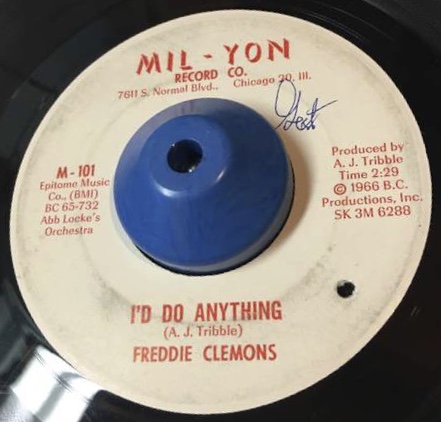 MIL-YON
RECORD CO.
7611 S. Normal Blvd., Chicago 20, Ill.
M-101
Epitome Music
Co., (BMI)
BC 65-732
Abb Locke's
Orchestra
Produced by
A. J. Tribble
Time 2:29
© 1966 B.C.
Productions, Inc.
SK 3M 6288
I'D DO ANYTHING
(A. J. Tribble)
FREDDIE CLEMONS